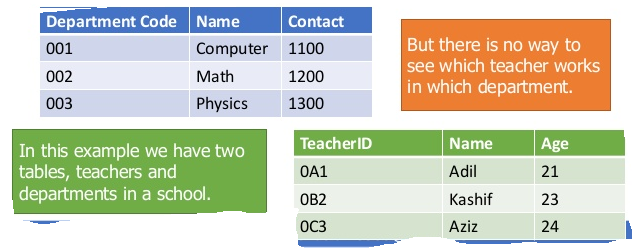 Department Code Name Contact
001 Computer 1100
002 Math 1200
003 Physics 1300
But there is no way to
see which teacher works
in which department.
In this example we have two
tables, teachers and
departments in a school.
TeacherID Name Age
0A1 Adil 21
0B2 Kashif 23
0C3 Aziz 24